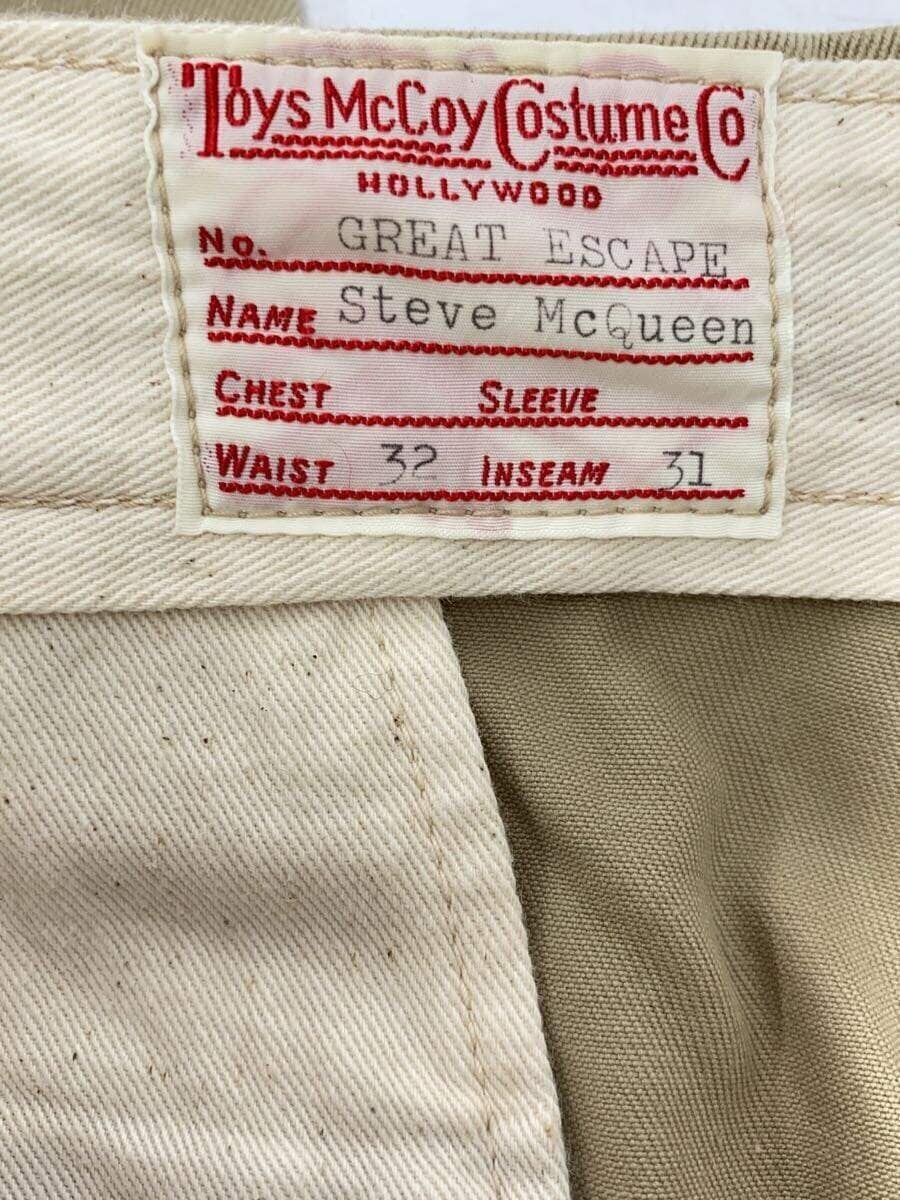 Toys McCoy Costume Co
HOLLYWOOD
No. GREAT ESCAPE
NAME Steve McQueen
CHEST SLEEVE
WAIST 32 INSEAM 31